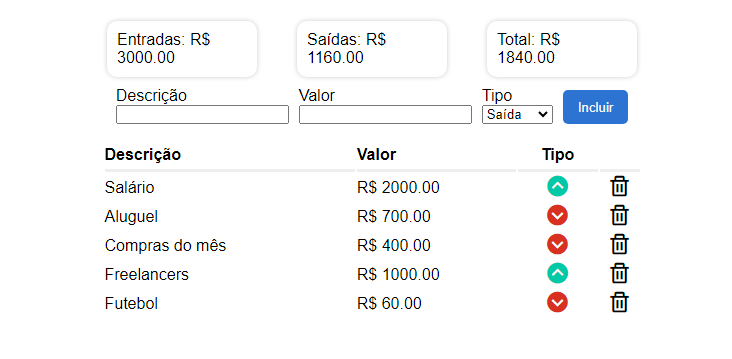 Entradas: R$ Saídas: R$ Total: R$
3000.00 1160.00 1840.00
Descrição Valor Tipo
Saída Incluir
Descrição Valor Tipo
Salário R$ 2000.00
Aluguel R$ 700.00
Compras do mês R$ 400.00
Freelancers R$ 1000.00
Futebol R$ 60.00